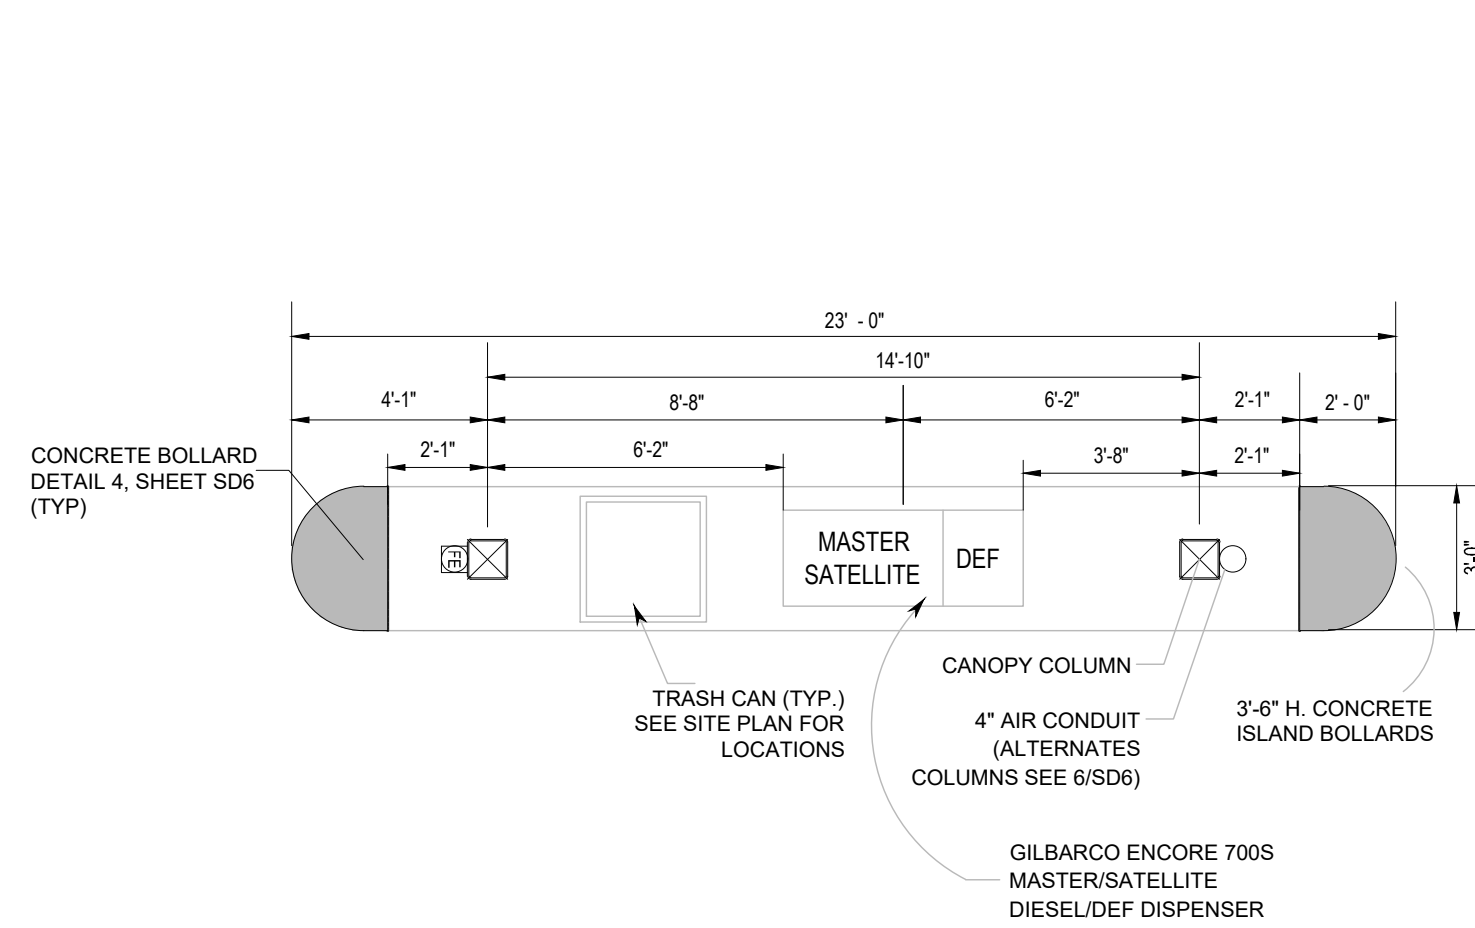 23' - 0"
14'-10"
4'-1"
8'-8"
6'-2"
2'-1"
2' - 0"
2'-1"
6'-2"
3'-8"
2'-1"
CONCRETE BOLLARD
DETAIL 4, SHEET SD6
(TYP)
FE
MASTER
SATELLITE
DEF
3'-0"
TRASH CAN (TYP.)
SEE SITE PLAN FOR
LOCATIONS
CANOPY COLUMN
4" AIR CONDUIT
(ALTERNATES
COLUMNS SEE 6/SD6)
3'-6" H. CONCRETE
ISLAND BOLLARDS
GILBARCO ENCORE 700S
MASTER/SATELLITE
DIESEL/DEF DISPENSER